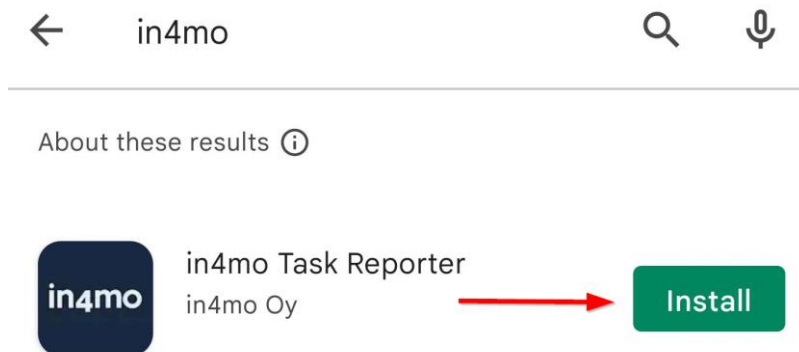 in4mo
About these results
in4mo Task Reporter
in4mo
in4mo Oy
Install